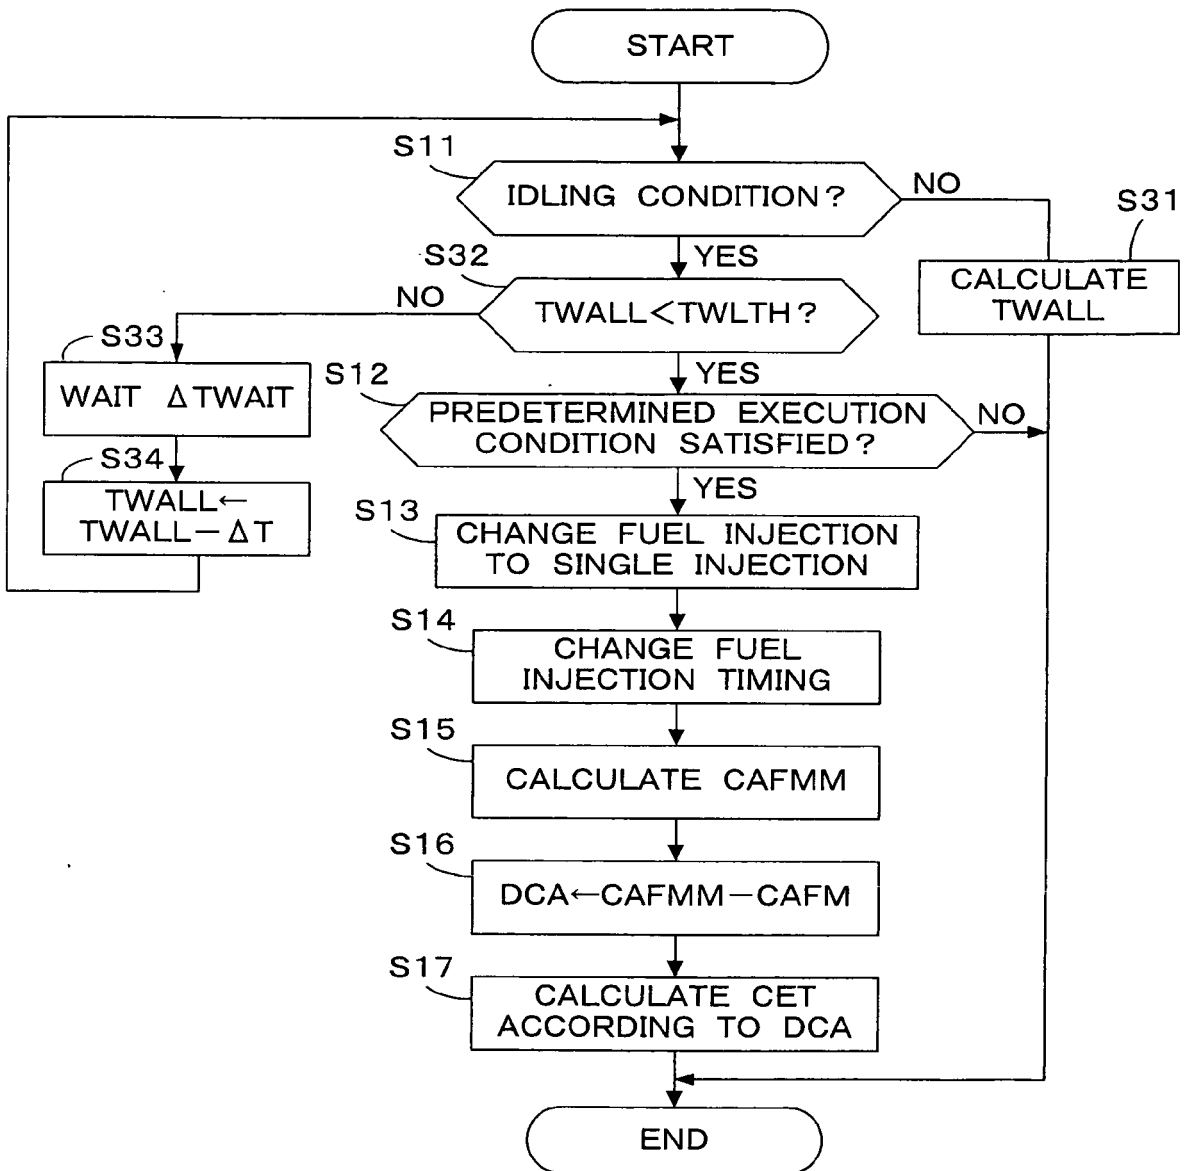 START
S11
IDLING CONDITION?
NO
S31
CALCULATE
TWALL
YES
S32
TWALL<TWLTH?
NO
S33
WAIT ΔTWAIT
YES
S12
PREDETERMINED EXECUTION
CONDITION SATISFIED?
NO
S34
TWALL←
TWALL-ΔT
YES
S13
CHANGE FUEL INJECTION
TO SINGLE INJECTION
S14
CHANGE FUEL
INJECTION TIMING
S15
CALCULATE CAFMM
S16
DCA←CAFMM-CAFM
S17
CALCULATE CET
ACCORDING TO DCA
END